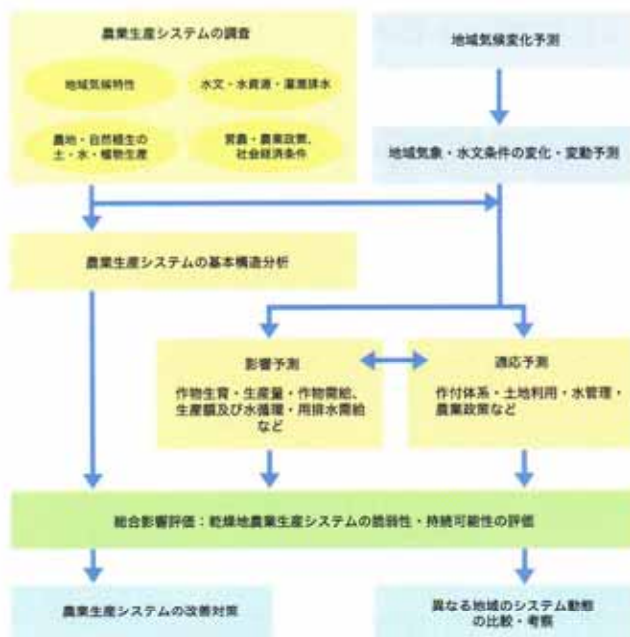 農業生産システムの調査
地域気候特性
水文・水資源・灌漑排水
農地・自然植生の
土・水・植物生産
営農・農業政策、
社会経済条件
地域気候変化予測
地域気象・水文条件の変化・変動予測
農業生産システムの基本構造分析
影響予測
作物生育・生産量・作物需給、
生産額及び水循環・用排水需給
など
適応予測
作付体系・土地利用・水管理・
農業政策など
総合影響評価：乾燥地農業生産システムの脆弱性・持続可能性の評価
農業生産システムの改善対策
異なる地域のシステム動態
の比較・考察